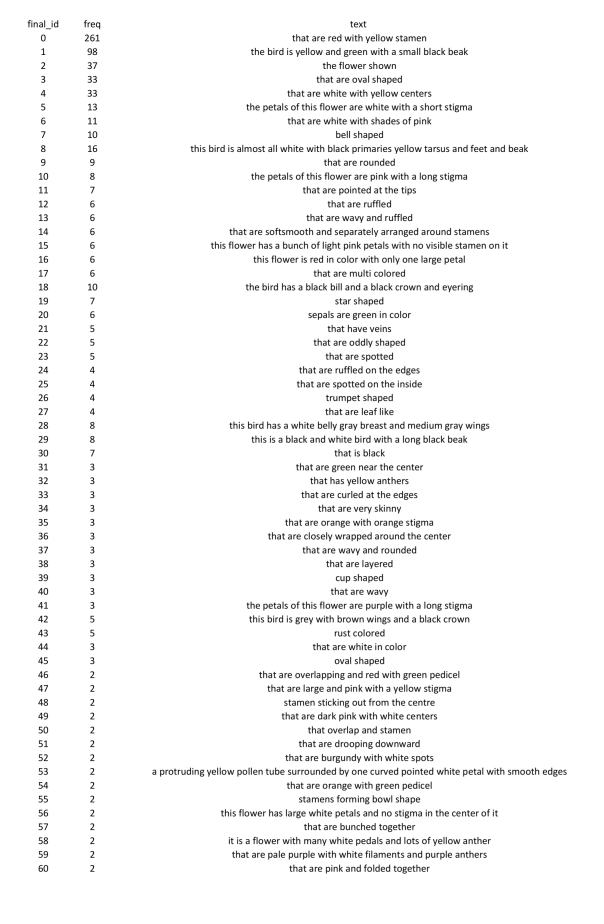 final_id freq text
0 261 that are red with yellow stamen
1 98 the bird is yellow and green with a small black beak
2 37 the flower shown
3 33 that are oval shaped
4 33 that are white with yellow centers
5 13 the petals of this flower are white with a short stigma
6 11 that are white with shades of pink
7 10 bell shaped
8 16 this bird is almost all white with black primaries yellow tarsus and feet and beak
9 9 that are rounded
10 8 the petals of this flower are pink with a long stigma
11 7 that are pointed at the tips
12 6 that are ruffled
13 6 that are wavy and ruffled
14 6 that are softsmooth and separately arranged around stamens
15 6 this flower has a bunch of light pink petals with no visible stamen on it
16 6 this flower is red in color with only one large petal
17 6 that are multi colored
18 10 the bird has a black bill and a black crown and eyering
19 7 star shaped
20 6 sepals are green in color
21 5 that have veins
22 5 that are oddly shaped
23 5 that are spotted
24 4 that are ruffled on the edges
25 4 that are spotted on the inside
26 4 trumpet shaped
27 4 that are leaf like
28 8 this bird has a white belly gray breast and medium gray wings
29 8 this is a black and white bird with a long black beak
30 7 that is black
31 3 that are green near the center
32 3 that has yellow anthers
33 3 that are curled at the edges
34 3 that are very skinny
35 3 that are orange with orange stigma
36 3 that are closely wrapped around the center
37 3 that are wavy and rounded
38 3 that are layered
39 3 cup shaped
40 3 that are wavy
41 3 the petals of this flower are purple with a long stigma
42 5 this bird is grey with brown wings and a black crown
43 5 rust colored
44 3 that are white in color
45 3 oval shaped
46 2 that are overlapping and red with green pedicel
47 2 that are large and pink with a yellow stigma
48 2 stamen sticking out from the centre
49 2 that are dark pink with white centers
50 2 that overlap and stamen
51 2 that are drooping downward
52 2 that are burgundy with white spots
53 2 a protruding yellow pollen tube surrounded by one curved pointed white petal with smooth edges
54 2 that are orange with green pedicel
55 2 stamens forming bowl shape
56 2 this flower has large white petals and no stigma in the center of it
57 2 that are bunched together
58 2 it is a flower with many white pedals and lots of yellow anther
59 2 that are pale purple with white filaments and purple anthers
60 2 that are pink and folded together